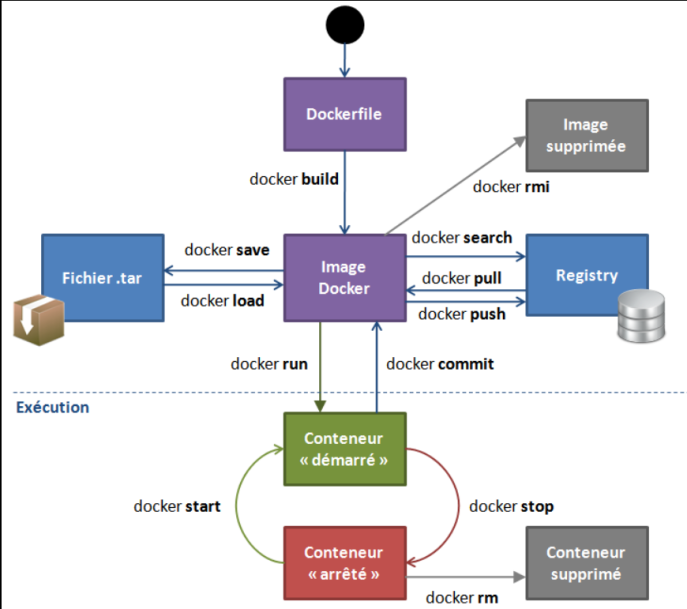 Dockerfile
Image
supprimée
docker build
docker rmi
docker save
docker search
Fichier .tar
Image
Docker
docker pull
Registry
docker load
docker push
docker run
docker commit
Exécution
Conteneur
« démarré »
docker start
docker stop
Conteneur
« arrêté »
Conteneur
supprimé
docker rm